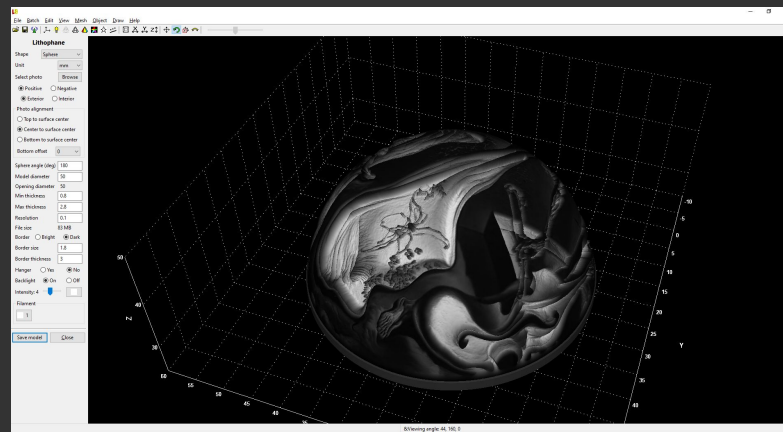 File Batch Edit View Mesh Object Draw Help
Lithophane
Shape Sphere
Unit mm
Select photo Browse
Positive Negative
Exterior Interior
Photo alignment
Top to surface center
Center to surface center
Bottom to surface center
Bottom offset 0
Sphere angle (deg) 180
Model diameter 50
Opening diameter 50
Min thickness 0.8
Max thickness 2.8
Resolution 0.1
File size 83 MB
Border Bright Dark
Border size 1.8
Border thickness 3
Hanger Yes No
Backlight On Off
Intensity: 4
Filament
1
Save model Close
-10
-5
0
5
10
15
20
25
Y
30
35
40
50
40
Z
30
60
55
50
45
40
35
&Viewing angle: 44, 160, 0